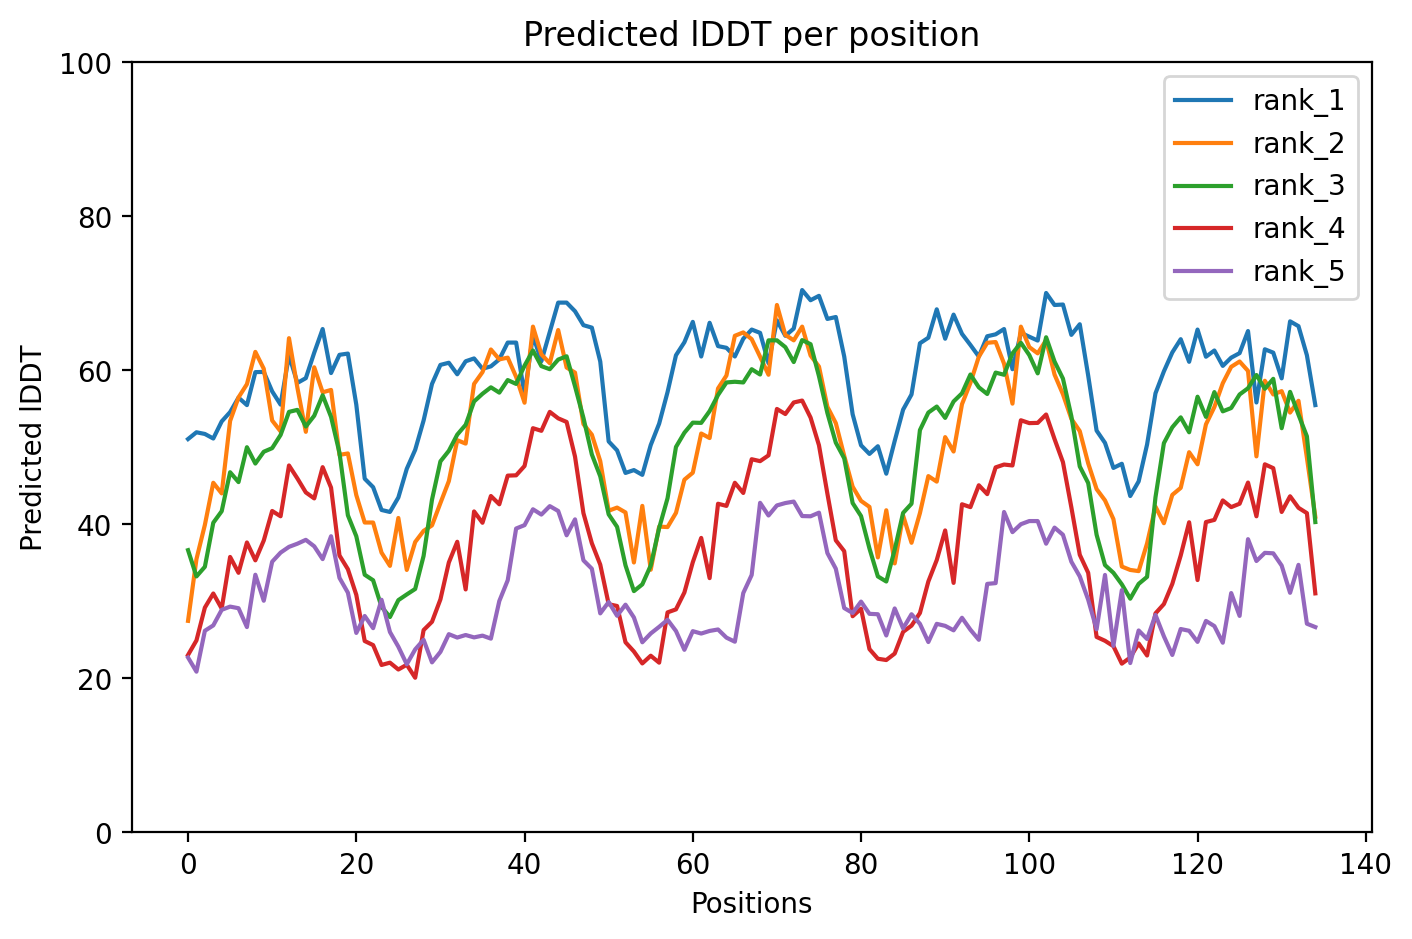 Predicted lDDT per position
100
80
60
40
20
0
Predicted lDDT
0 20 40 60 80 100 120 140
Positions
rank_1
rank_2
rank_3
rank_4
rank_5